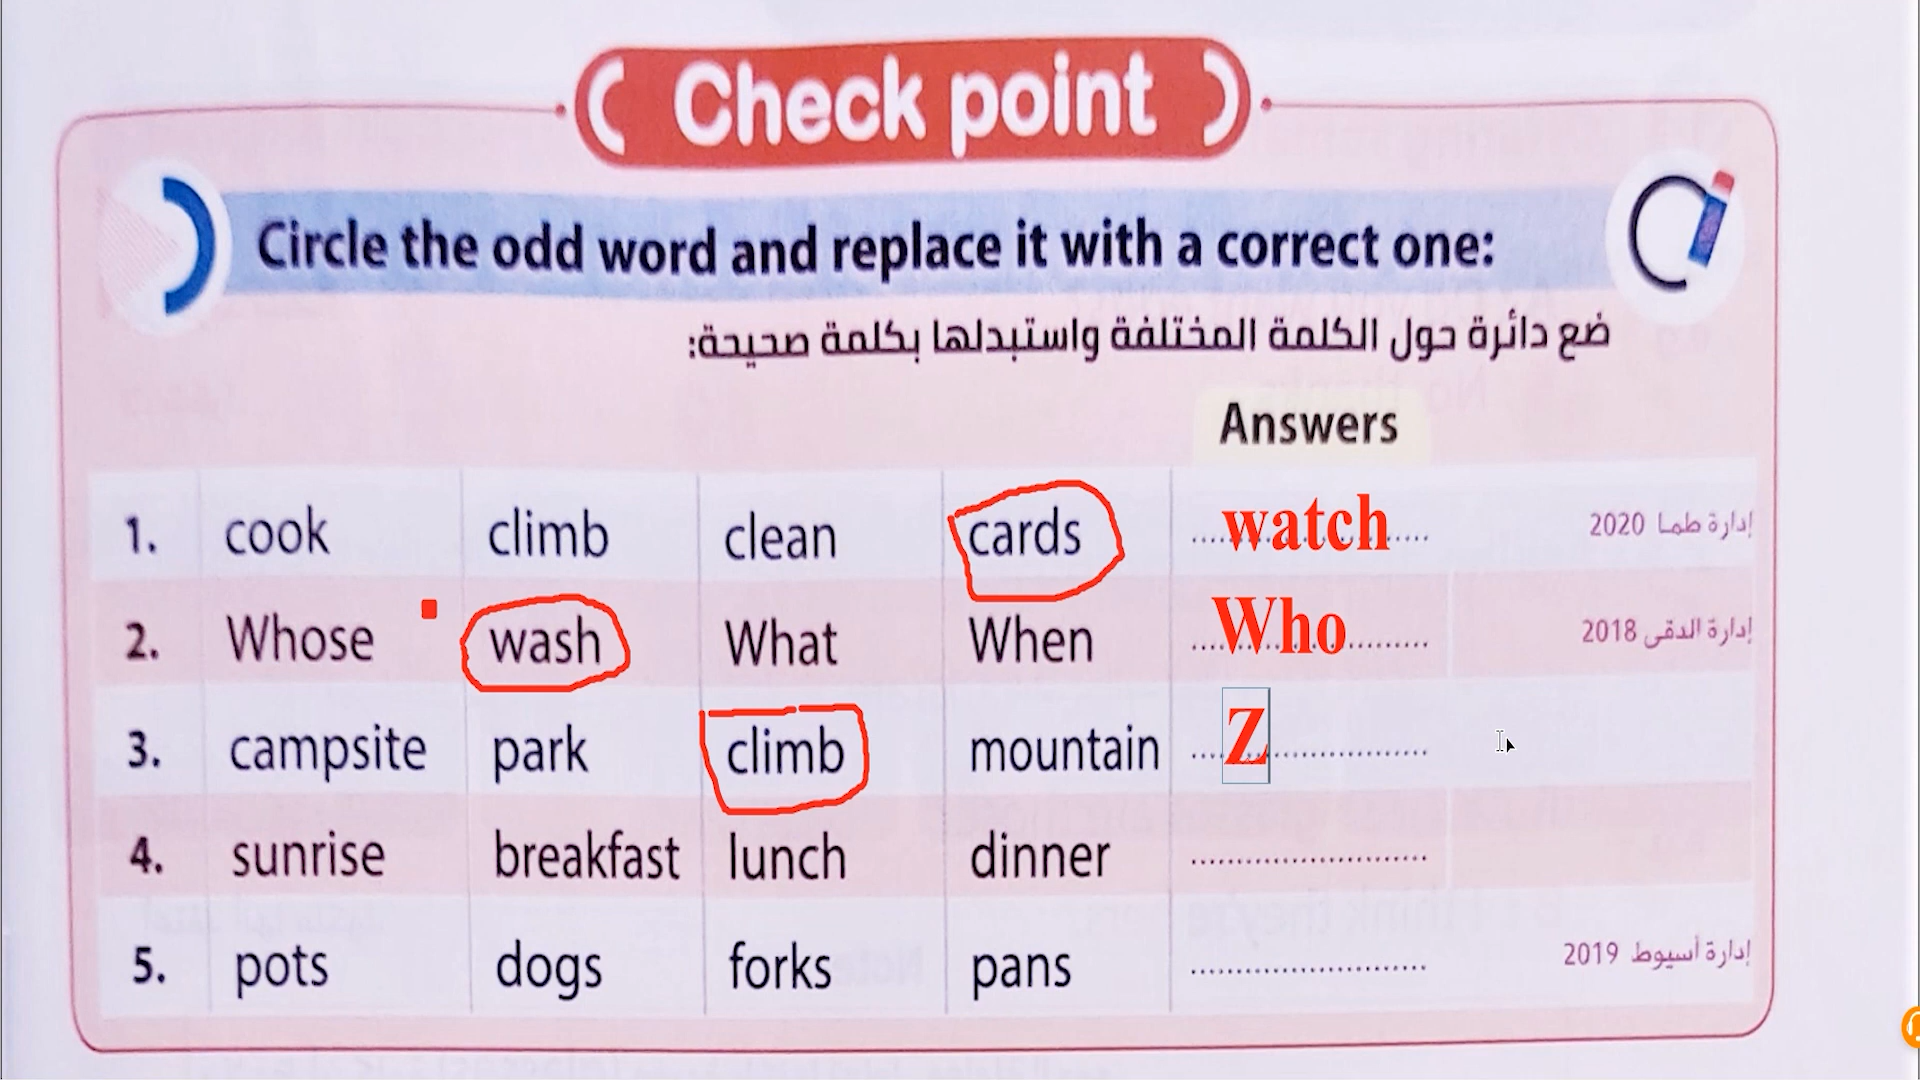 Check point
Circle the odd word and replace it with a correct one:
ضع دائرة حول الكلمة المختلفة واستبدلها بكلمة صحيحة:
Answers
1. cook climb clean cards watch إدارة طما 2020
2. Whose wash What When Who إدارة الدقى 2018
3. campsite park climb mountain Z
4. sunrise breakfast lunch dinner
5. pots dogs forks pans إدارة أسيوط 2019